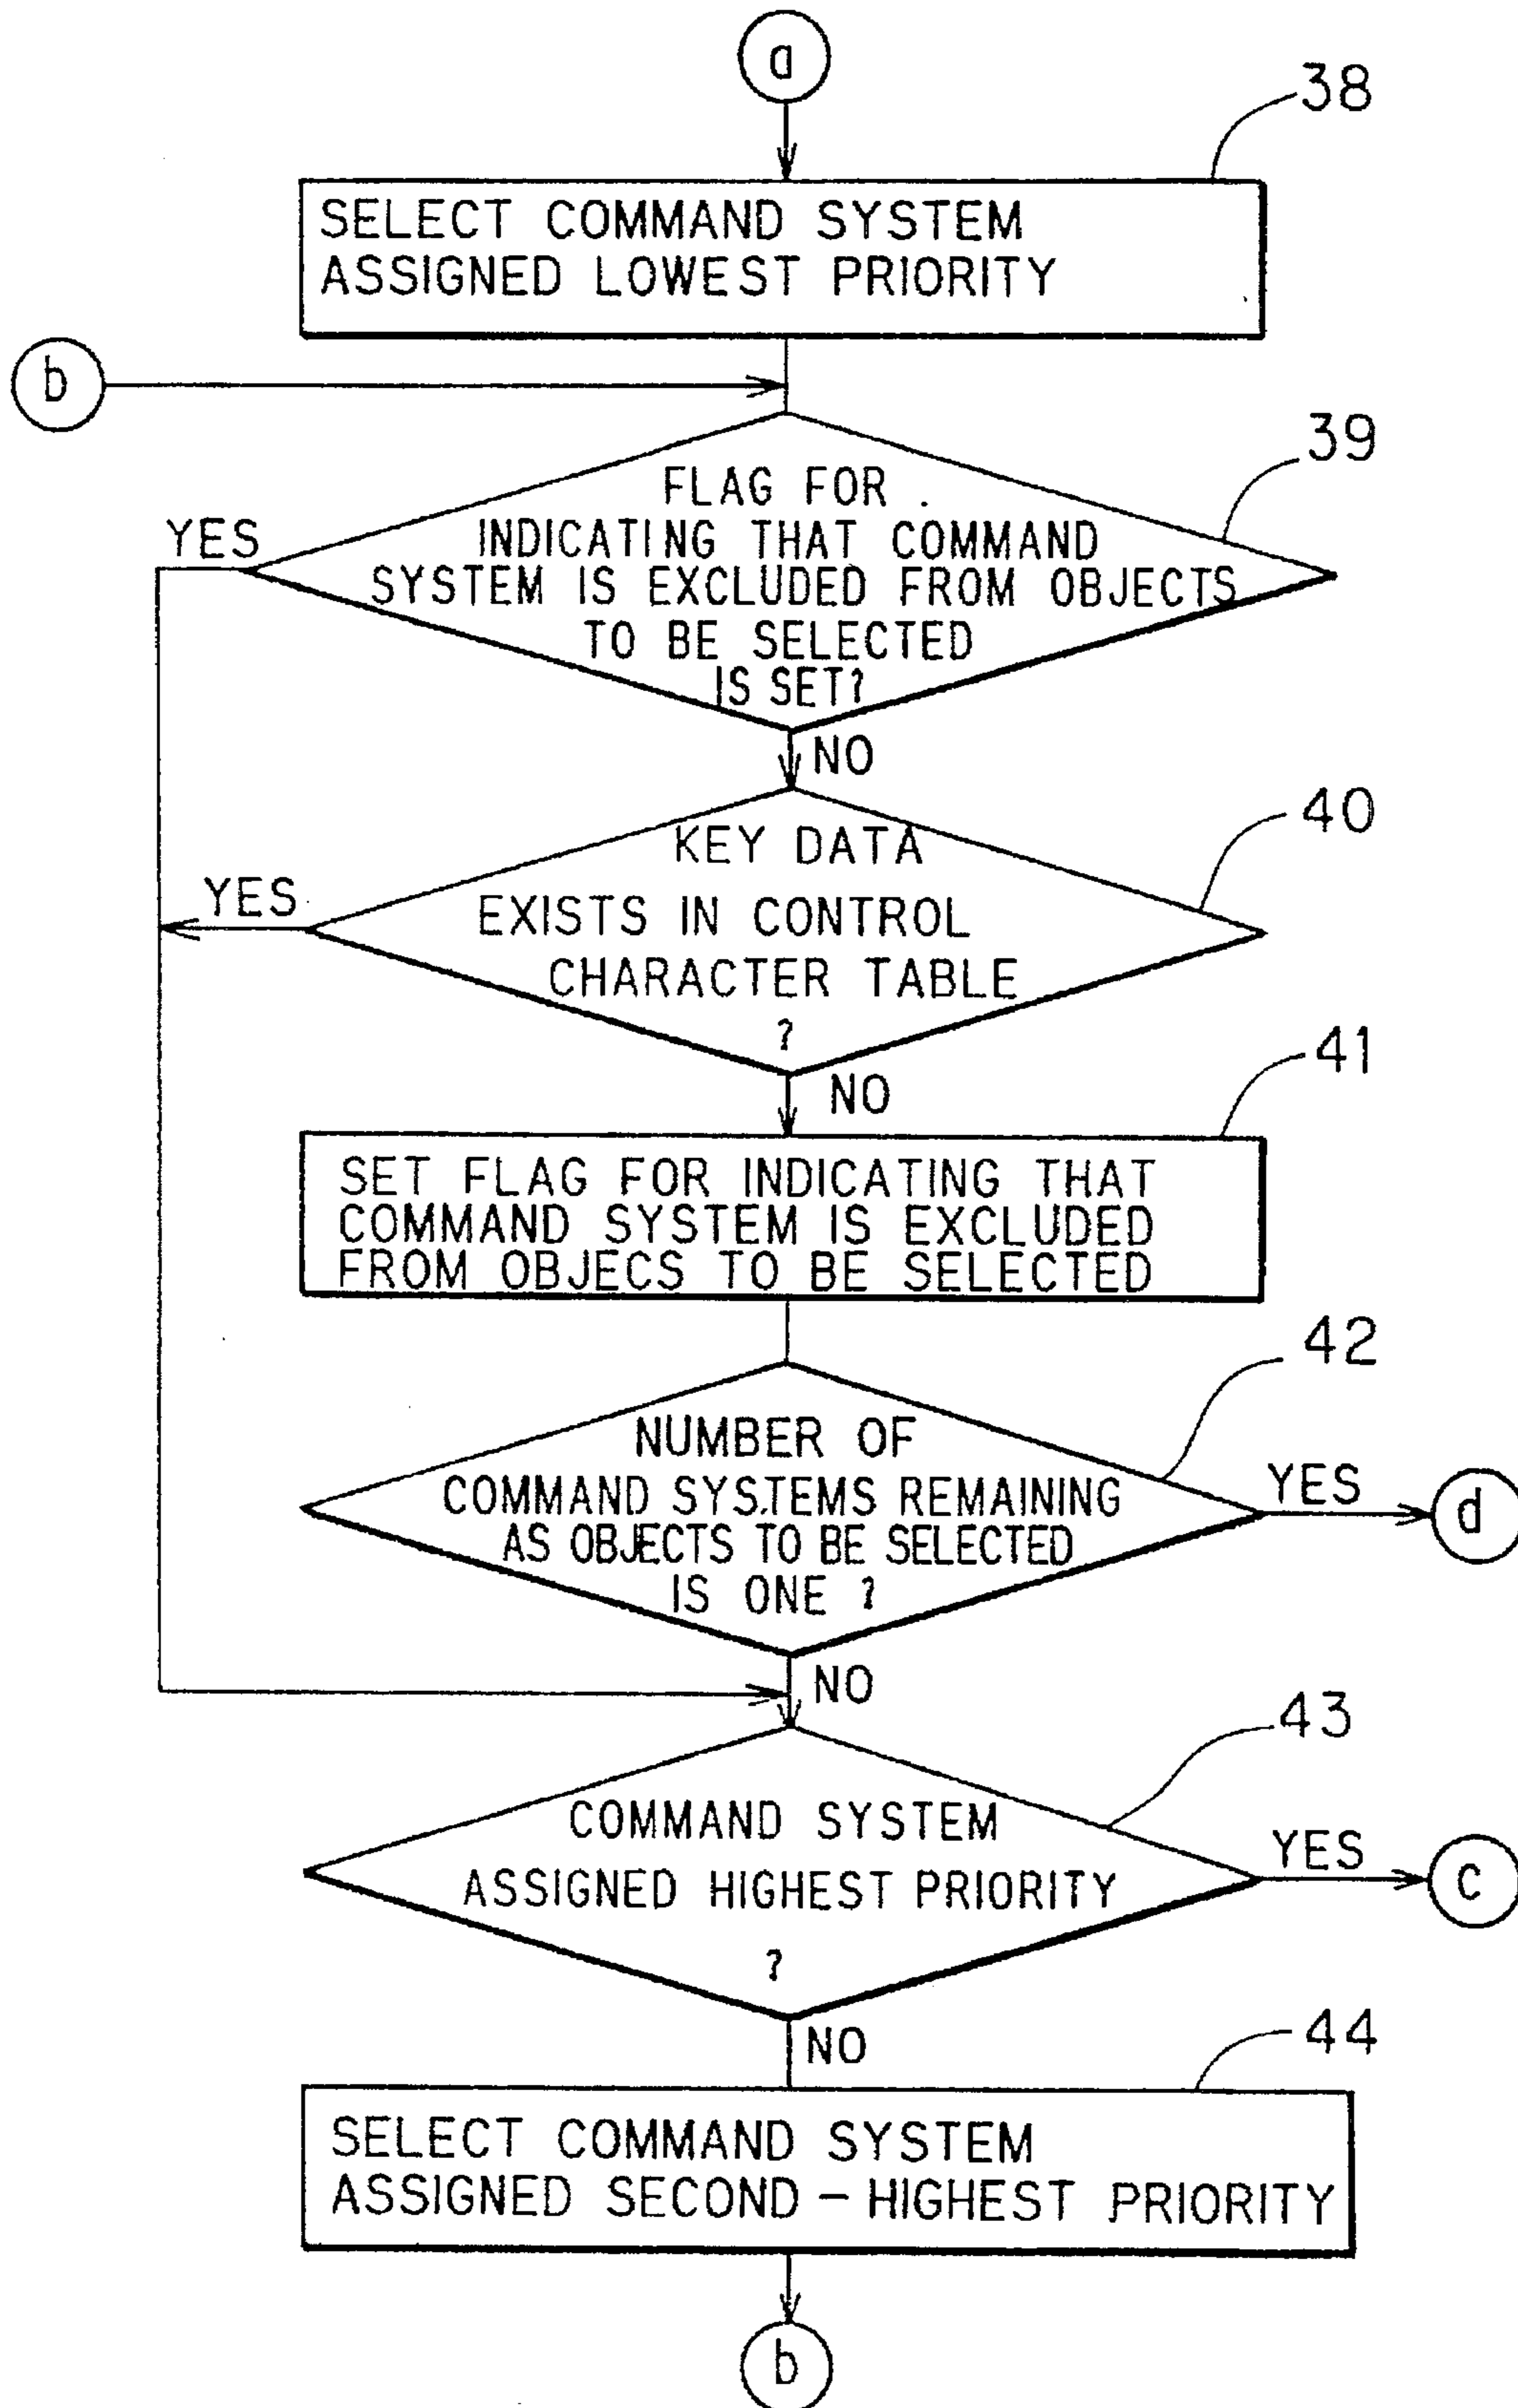 a
38
SELECT COMMAND SYSTEM
ASSIGNED LOWEST PRIORITY
b
39
FLAG FOR
INDICATING THAT COMMAND
SYSTEM IS EXCLUDED FROM OBJECTS
TO BE SELECTED
IS SET?
YES
NO
40
KEY DATA
EXISTS IN CONTROL
CHARACTER TABLE
?
YES
NO
41
SET FLAG FOR INDICATING THAT
COMMAND SYSTEM IS EXCLUDED
FROM OBJECS TO BE SELECTED
42
NUMBER OF
COMMAND SYSTEMS REMAINING
AS OBJECTS TO BE SELECTED
IS ONE ?
YES
d
NO
43
COMMAND SYSTEM
ASSIGNED HIGHEST PRIORITY
?
YES
c
NO
44
SELECT COMMAND SYSTEM
ASSIGNED SECOND - HIGHEST PRIORITY
b